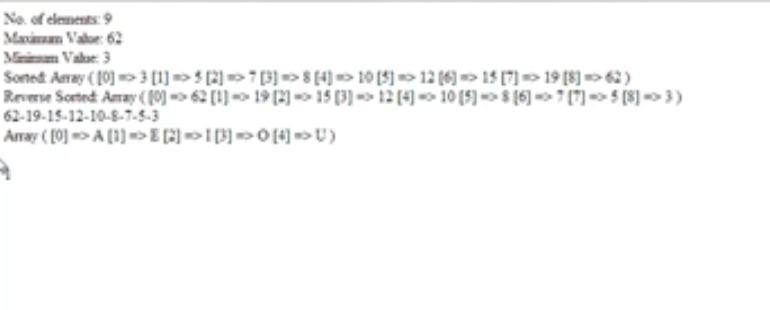 No. of elements: 9
Maximum Value: 62
Minimum Value: 3
Sorted: Array ( [0] => 3 [1] => 5 [2] => 7 [3] => 8 [4] => 10 [5] => 12 [6] => 15 [7] => 19 [8] => 62 )
Reverse Sorted: Array ( [0] => 62 [1] => 19 [2] => 15 [3] => 12 [4] => 10 [5] => 8 [6] => 7 [7] => 5 [8] => 3 )
62-19-15-12-10-8-7-5-3
Array ( [0] => A [1] => E [2] => I [3] => O [4] => U )